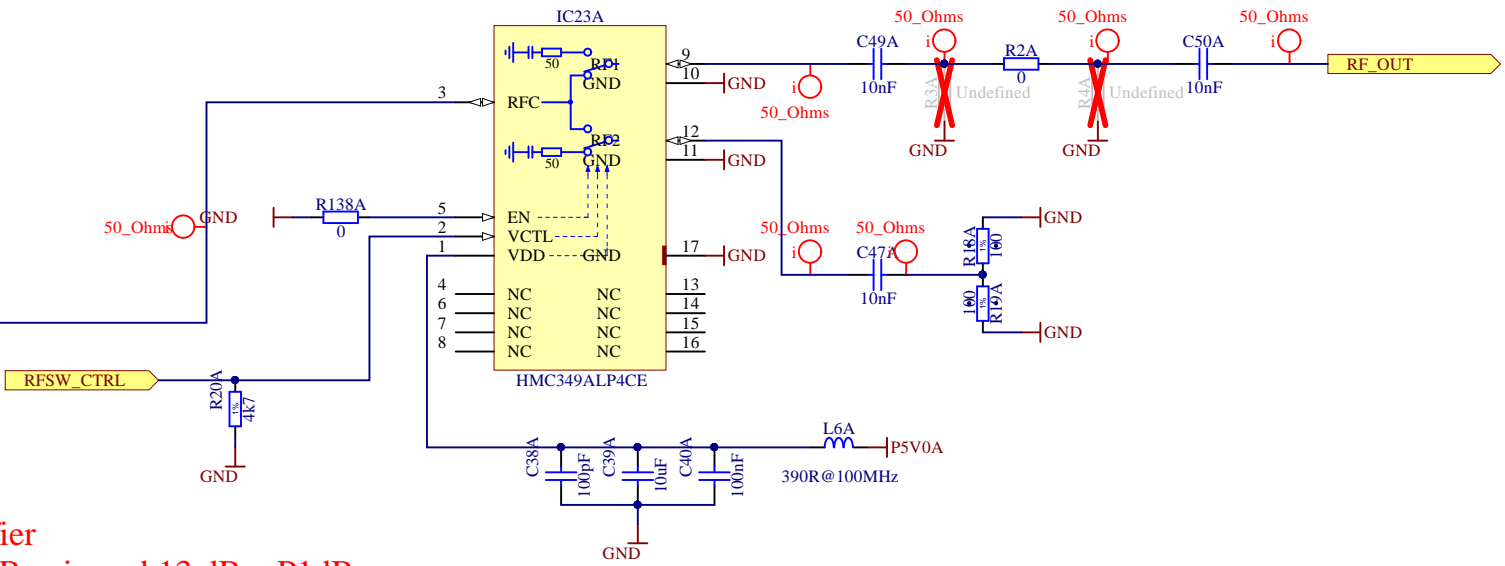 IC23A
50_Ohms
50_Ohms
50_Ohms
C49A
R2A
C50A
RF_OUT
50
RF1
GND
9
10
GND
10nF
i
R3A
Undefined
0
i
R4A
Undefined
10nF
i
3
RFC
i
50_Ohms
GND
GND
RF2
GND
12
11
GND
50
R138A
0
GND
50_Ohms
i
5
EN
2
VCTL
1
VDD
GND
17
GND
50_Ohms
50_Ohms
i
C47A
i
10nF
R18A
1%
100
GND
100
1%
R19A
GND
4
NC
NC
13
6
NC
NC
14
7
NC
NC
15
8
NC
NC
16
HMC349ALP4CE
RFSW_CTRL
R20A
1%
4k7
GND
L6A
P5V0A
390R@100MHz
C38A
100pF
C39A
10uF
C40A
100nF
GND
ier